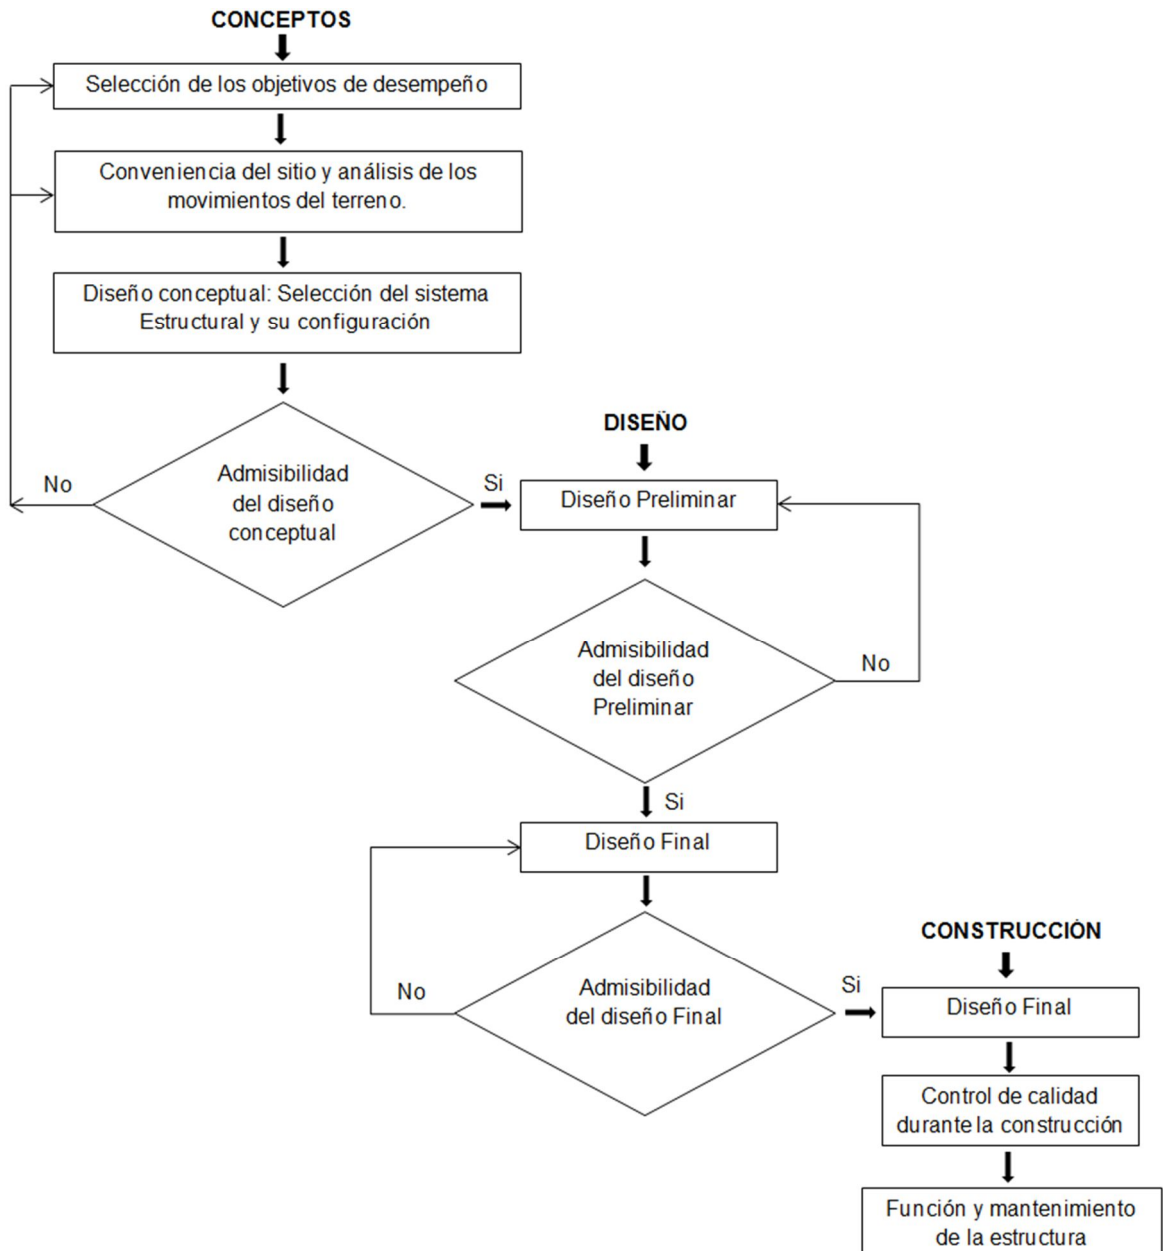 CONCEPTOS
Selección de los objetivos de desempeño
Conveniencia del sitio y análisis de los
movimientos del terreno.
Diseño conceptual: Selección del sistema
Estructural y su configuración
Admisibilidad
del diseño
conceptual
No
Si
DISEÑO
Diseño Preliminar
Admisibilidad
del diseño
Preliminar
No
Si
Diseño Final
Admisibilidad
del diseño Final
No
Si
CONSTRUCCIÓN
Diseño Final
Control de calidad
durante la construcción
Función y mantenimiento
de la estructura